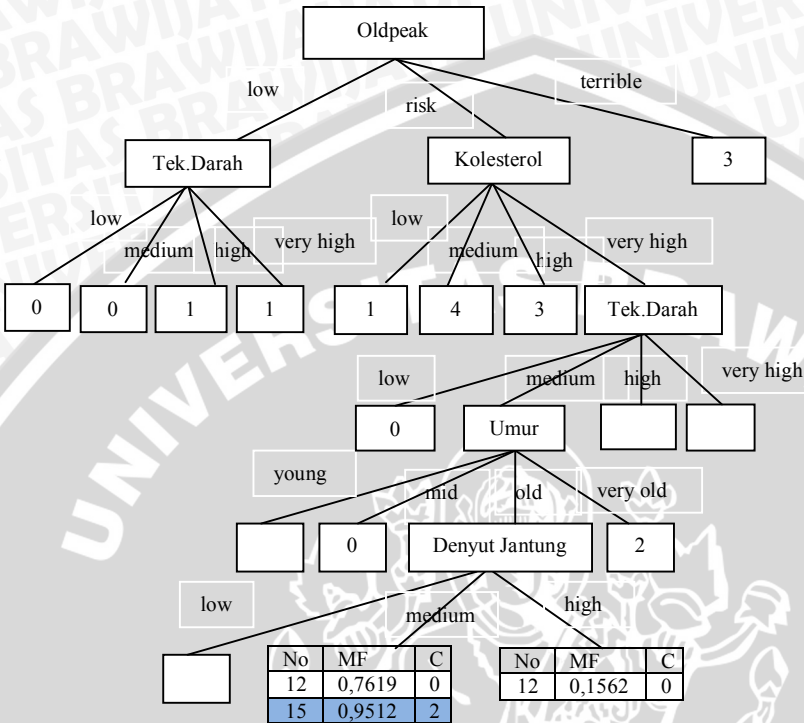 Oldpeak
low
risk
terrible
Tek.Darah
Kolesterol
3
low
medium
high
very high
low
medium
high
very high
0
0
1
1
1
4
3
Tek.Darah
low
medium
high
very high
0
Umur
young
mid
old
very old
0
Denyut Jantung
2
low
medium
high
No MF C
12 0,7619 0
15 0,9512 2
No MF C
12 0,1562 0
UNIVERSITAS BRAW